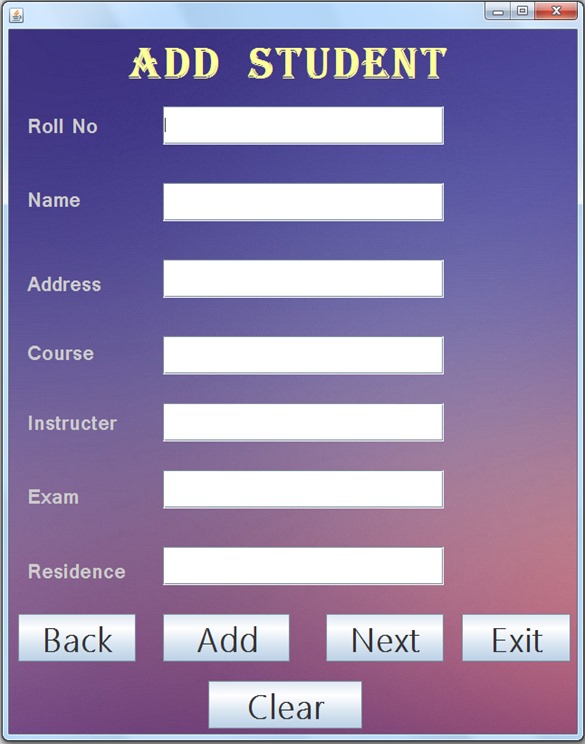 ADD STUDENT
Roll No
Name
Address
Course
Instructer
Exam
Residence
Back Add Next Exit
Clear